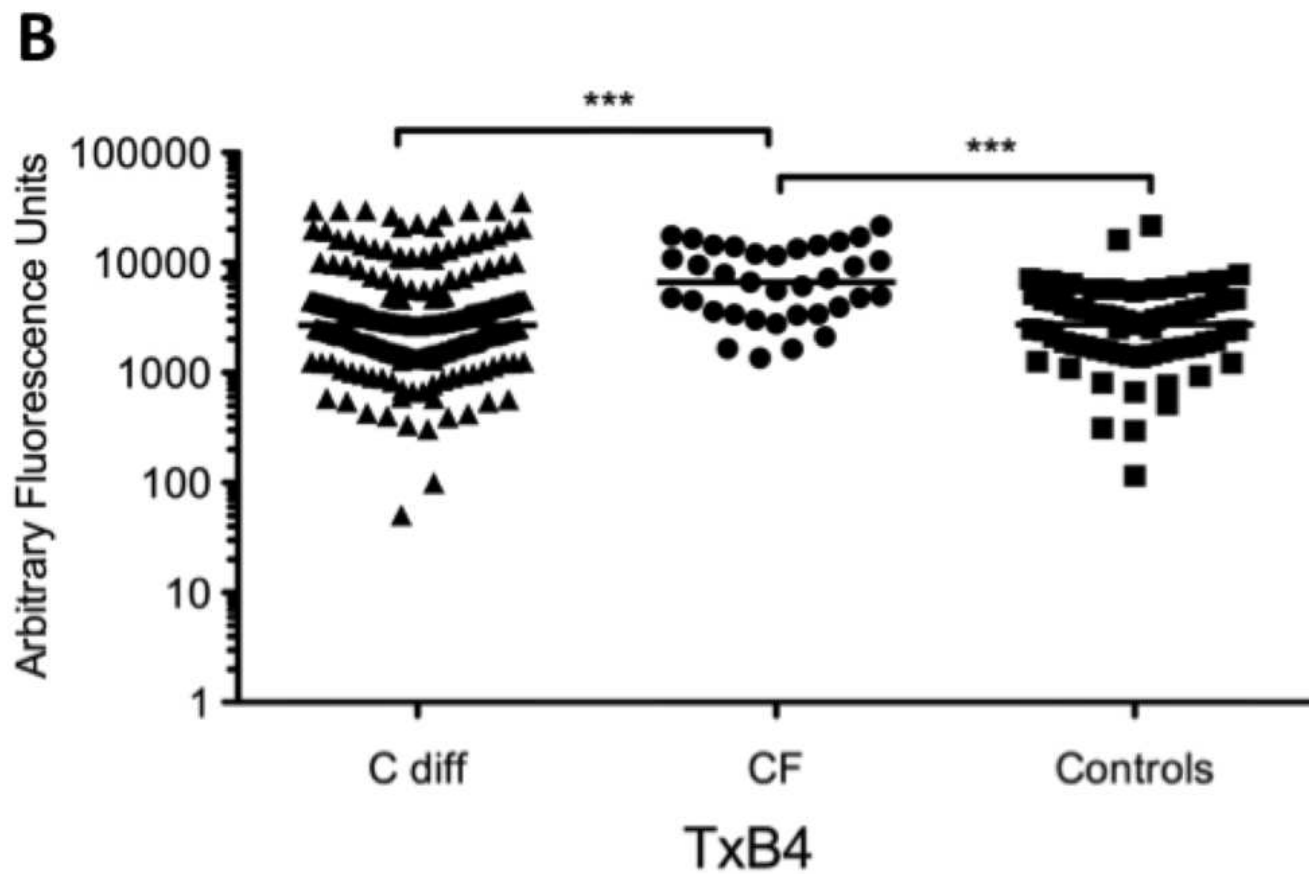 B
***
***
100000
10000
1000
100
10
1
Arbitrary Fluorescence Units
C diff
CF
Controls
TxB4